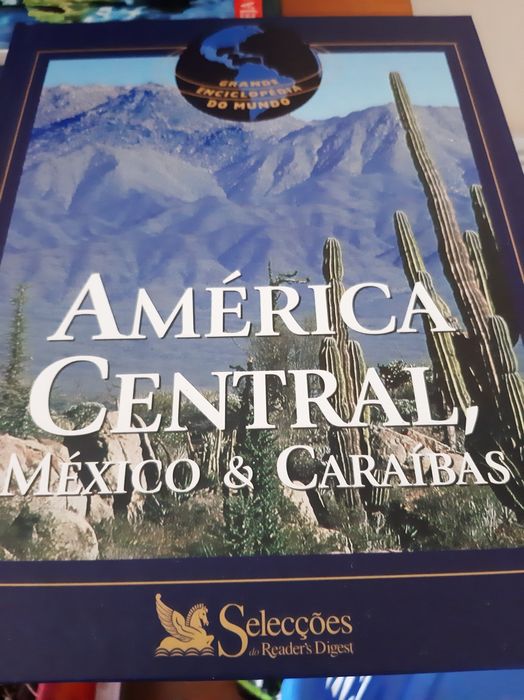 GRANDE
ENCICLOPÉDIA
DO MUNDO
AMÉRICA
CENTRAL,
MÉXICO & CARAÍBAS
Selecções
do Reader's Digest